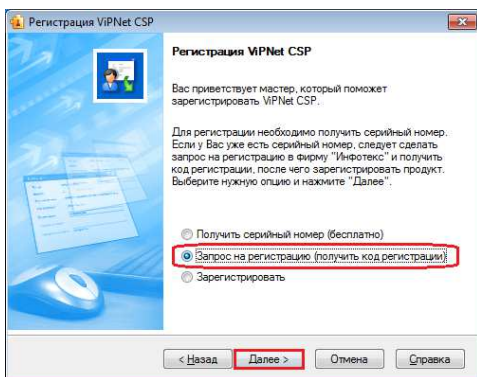 Регистрация ViPNet CSP
Регистрация ViPNet CSP
Вас приветствует мастер, который поможет
зарегистрировать ViPNet CSP.
Для регистрации необходимо получить серийный номер.
Если у Вас уже есть серийный номер, следует сделать
запрос на регистрацию в фирму "Инфотекс" и получить
код регистрации, после чего зарегистрировать продукт.
Выберите нужную опцию и нажмите "Далее".
Получить серийный номер (бесплатно)
Запрос на регистрацию (получить код регистрации)
Зарегистрировать
< Назад Далее > Отмена Справка